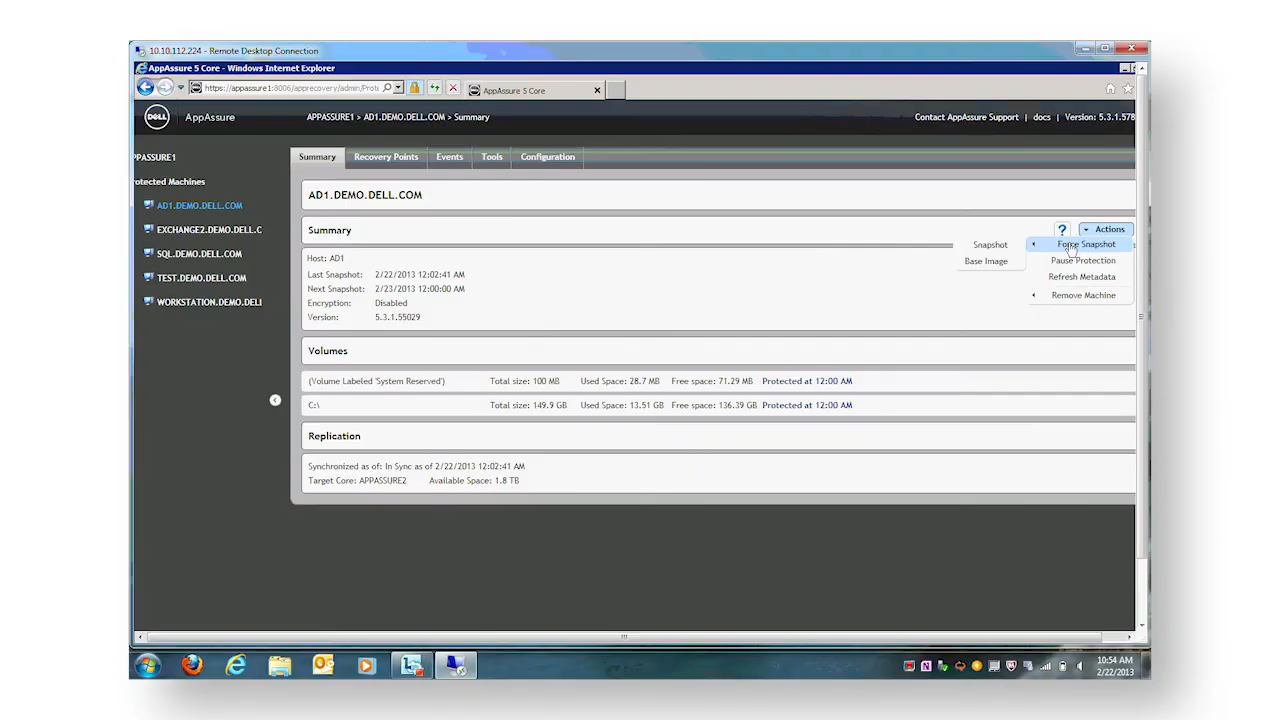 10.10.112.224 - Remote Desktop Connection
AppAssure 5 Core - Windows Internet Explorer
https://appassure1:8006/apprecovery/admin/Prote
AppAssure 5 Core
DELL
AppAssure
APPASSURE1 > AD1.DEMO.DELL.COM > Summary
Contact AppAssure Support | docs | Version: 5.3.1.578
PPASSURE1
Summary
Recovery Points
Events
Tools
Configuration
otected Machines
AD1.DEMO.DELL.COM
EXCHANGE2.DEMO.DELL.C
SQL.DEMO.DELL.COM
TEST.DEMO.DELL.COM
WORKSTATION.DEMO.DELI
AD1.DEMO.DELL.COM
Summary
?
Actions
Snapshot
Base Image
Force Snapshot
Pause Protection
Refresh Metadata
Remove Machine
Host: AD1
Last Snapshot: 2/22/2013 12:02:41 AM
Next Snapshot: 2/23/2013 12:00:00 AM
Encryption: Disabled
Version: 5.3.1.55029
Volumes
(Volume Labeled 'System Reserved') Total size: 100 MB Used Space: 28.7 MB Free space: 71.29 MB Protected at 12:00 AM
C:\ Total size: 149.9 GB Used Space: 13.51 GB Free space: 136.39 GB Protected at 12:00 AM
Replication
Synchronized as of: In Sync as of 2/22/2013 12:02:41 AM
Target Core: APPASSURE2 Available Space: 1.8 TB
10:54 AM
2/22/2013